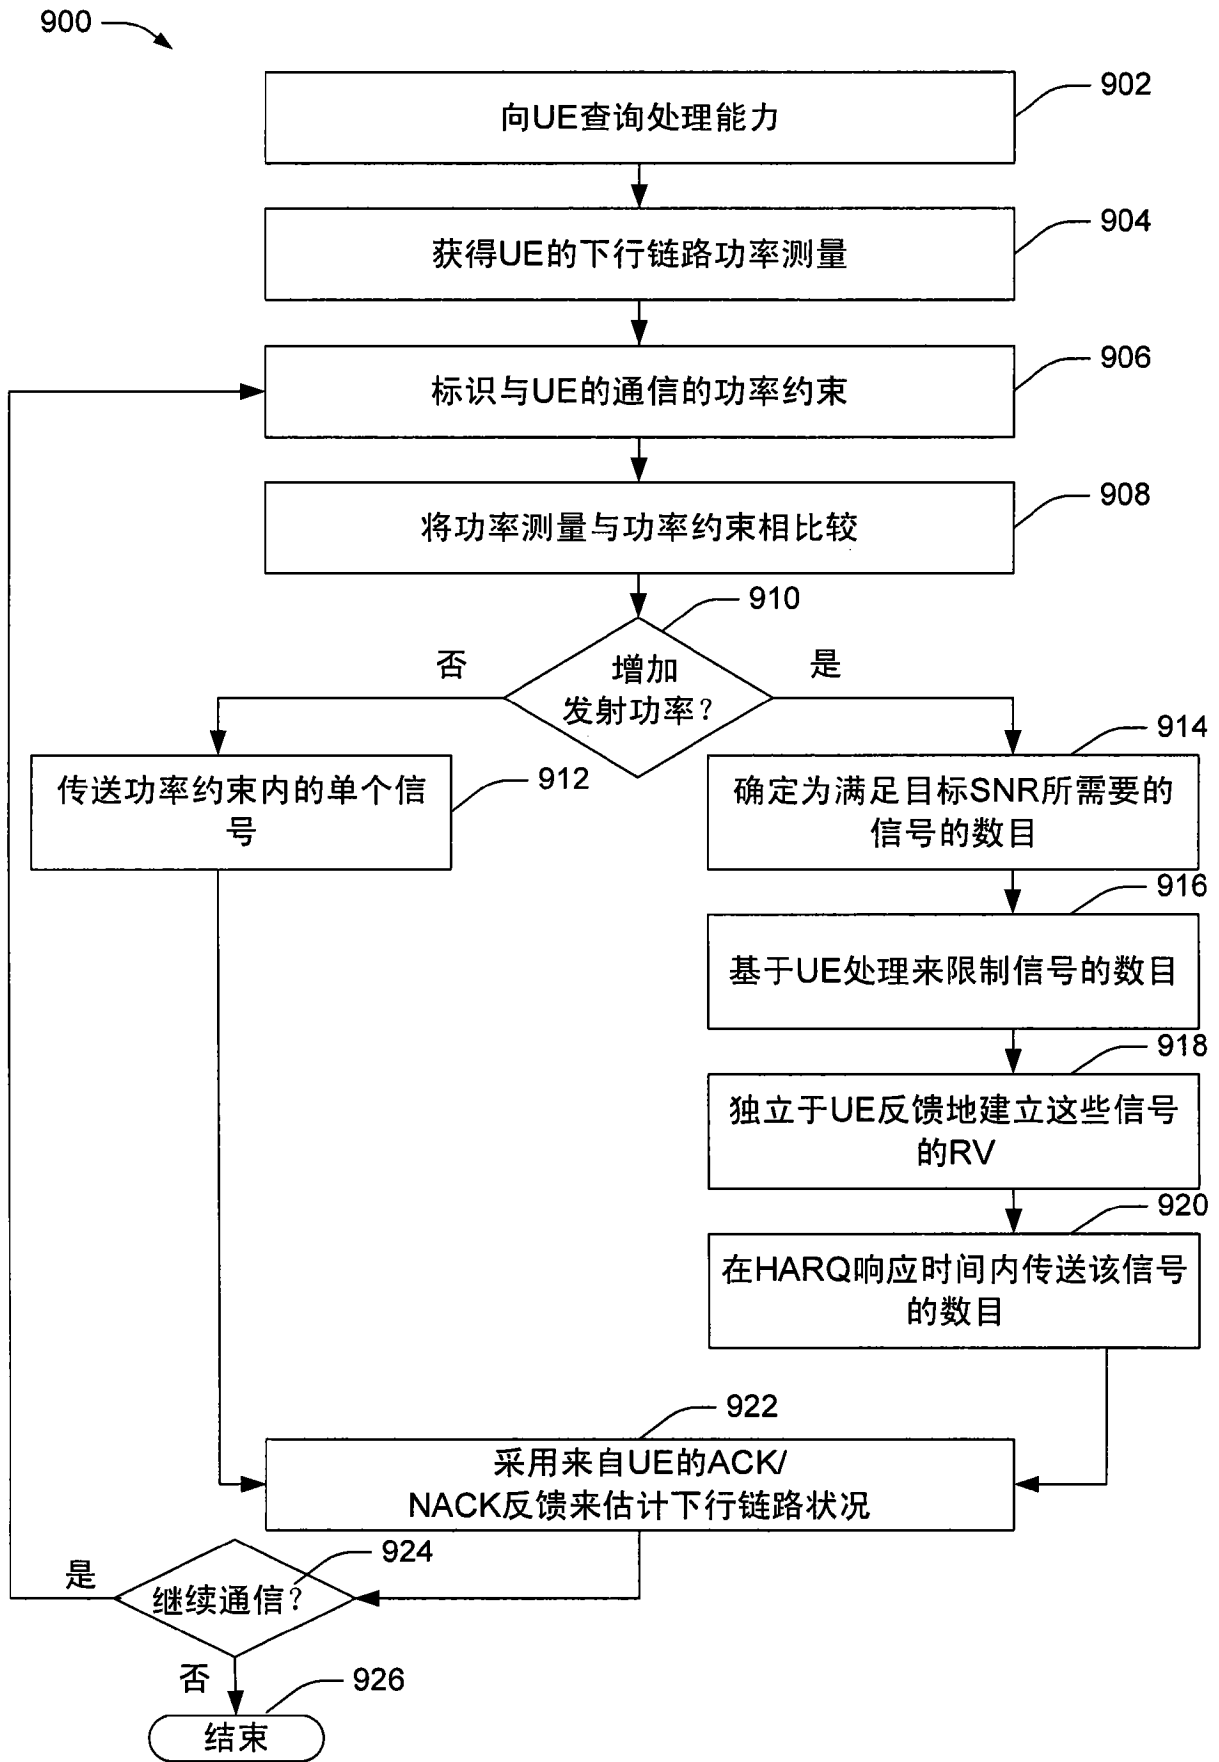 900
902
向UE查询处理能力
904
获得UE的下行链路功率测量
906
标识与UE的通信的功率约束
908
将功率测量与功率约束相比较
910
否
增加
发射功率?
是
912
传送功率约束内的单个信
号
914
确定为满足目标SNR所需要的
信号的数目
916
基于UE处理来限制信号的数目
918
独立于UE反馈地建立这些信号
的RV
920
在HARQ响应时间内传送该信号
的数目
922
采用来自UE的ACK/
NACK反馈来估计下行链路状况
924
是
继续通信?
否
926
结束